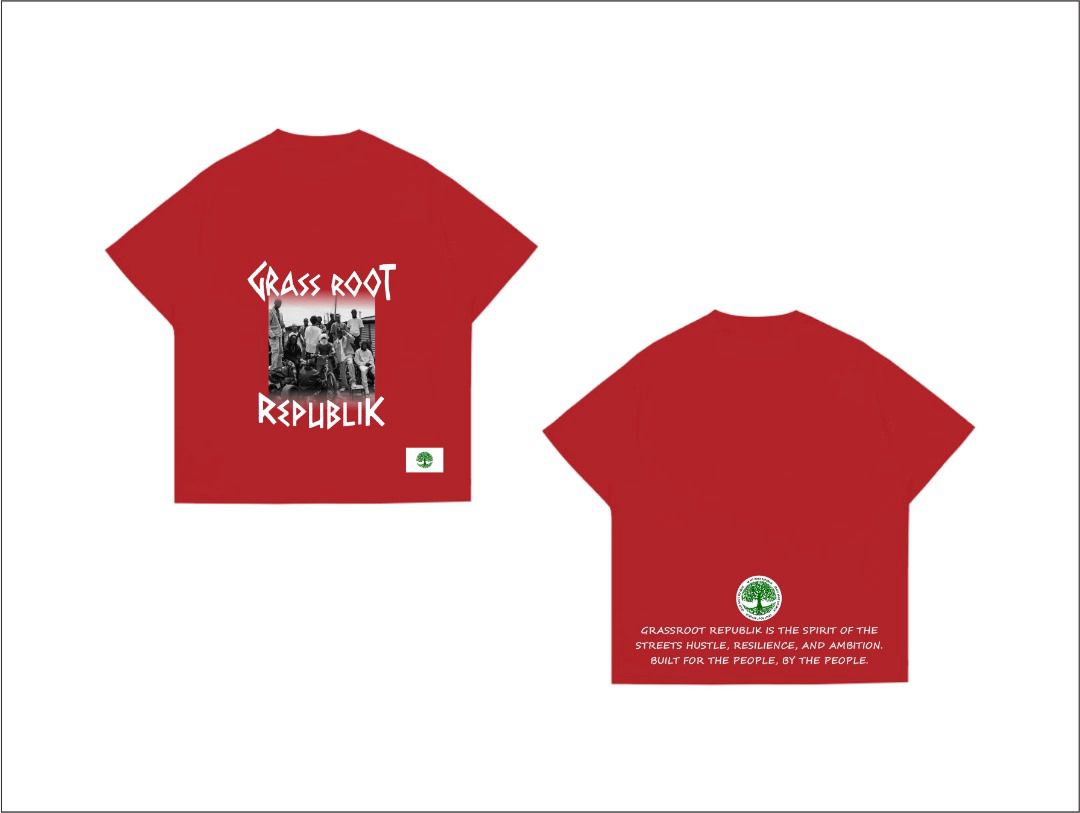 GRASS ROOT
REPUBLIK
GRASSROOT REPUBLIK IS THE SPIRIT OF THE
STREETS HUSTLE, RESILIENCE, AND AMBITION.
BUILT FOR THE PEOPLE, BY THE PEOPLE.